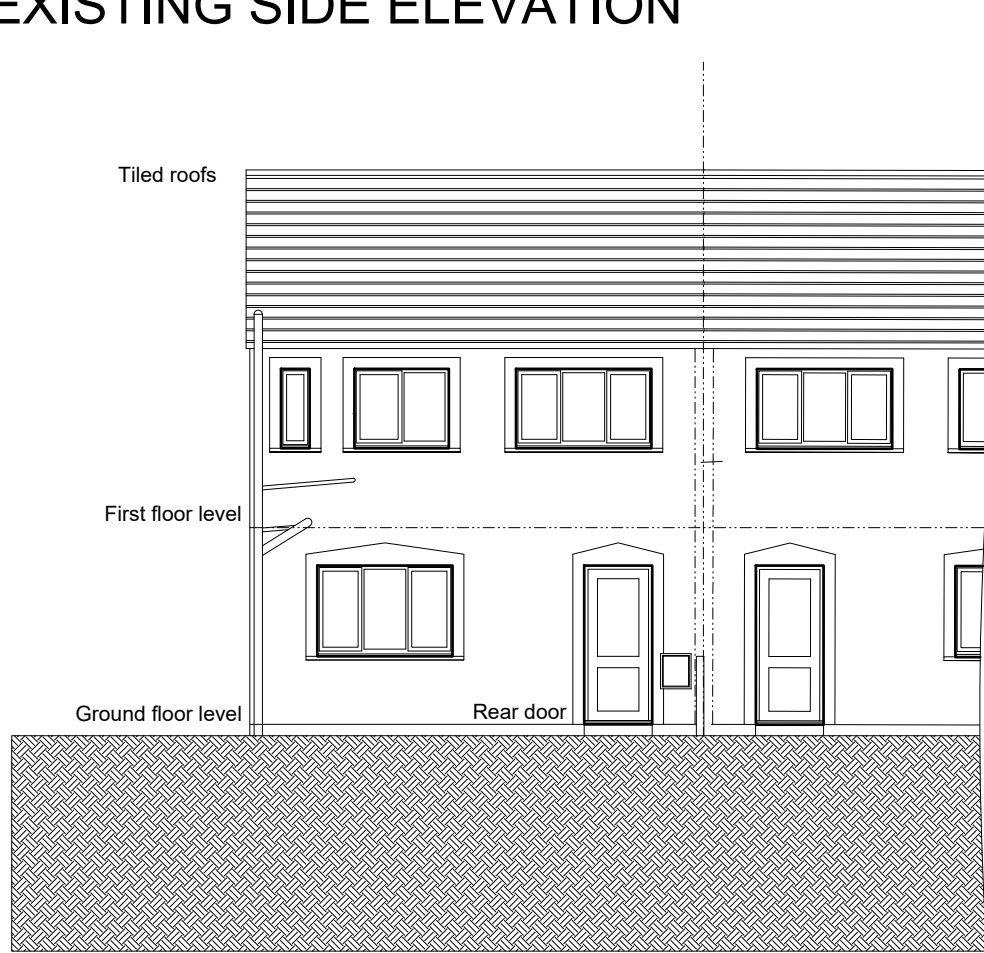 EXISTING SIDE ELEVATION
Tiled roofs
First floor level
Ground floor level
Rear door